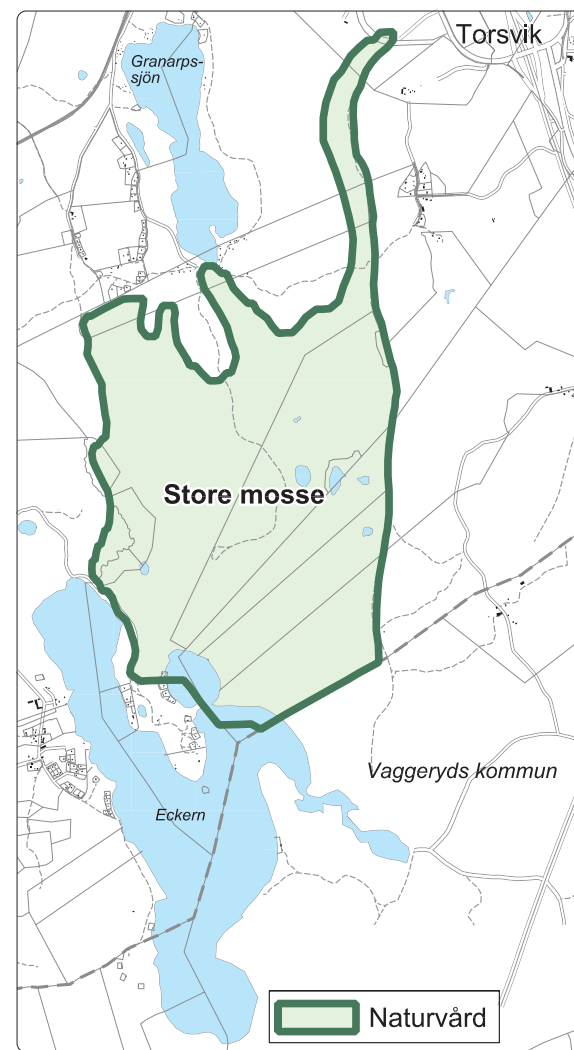 Torsvik
Granarps-
sjön
Store mosse
Vaggeryds kommun
Eckern
Naturvård